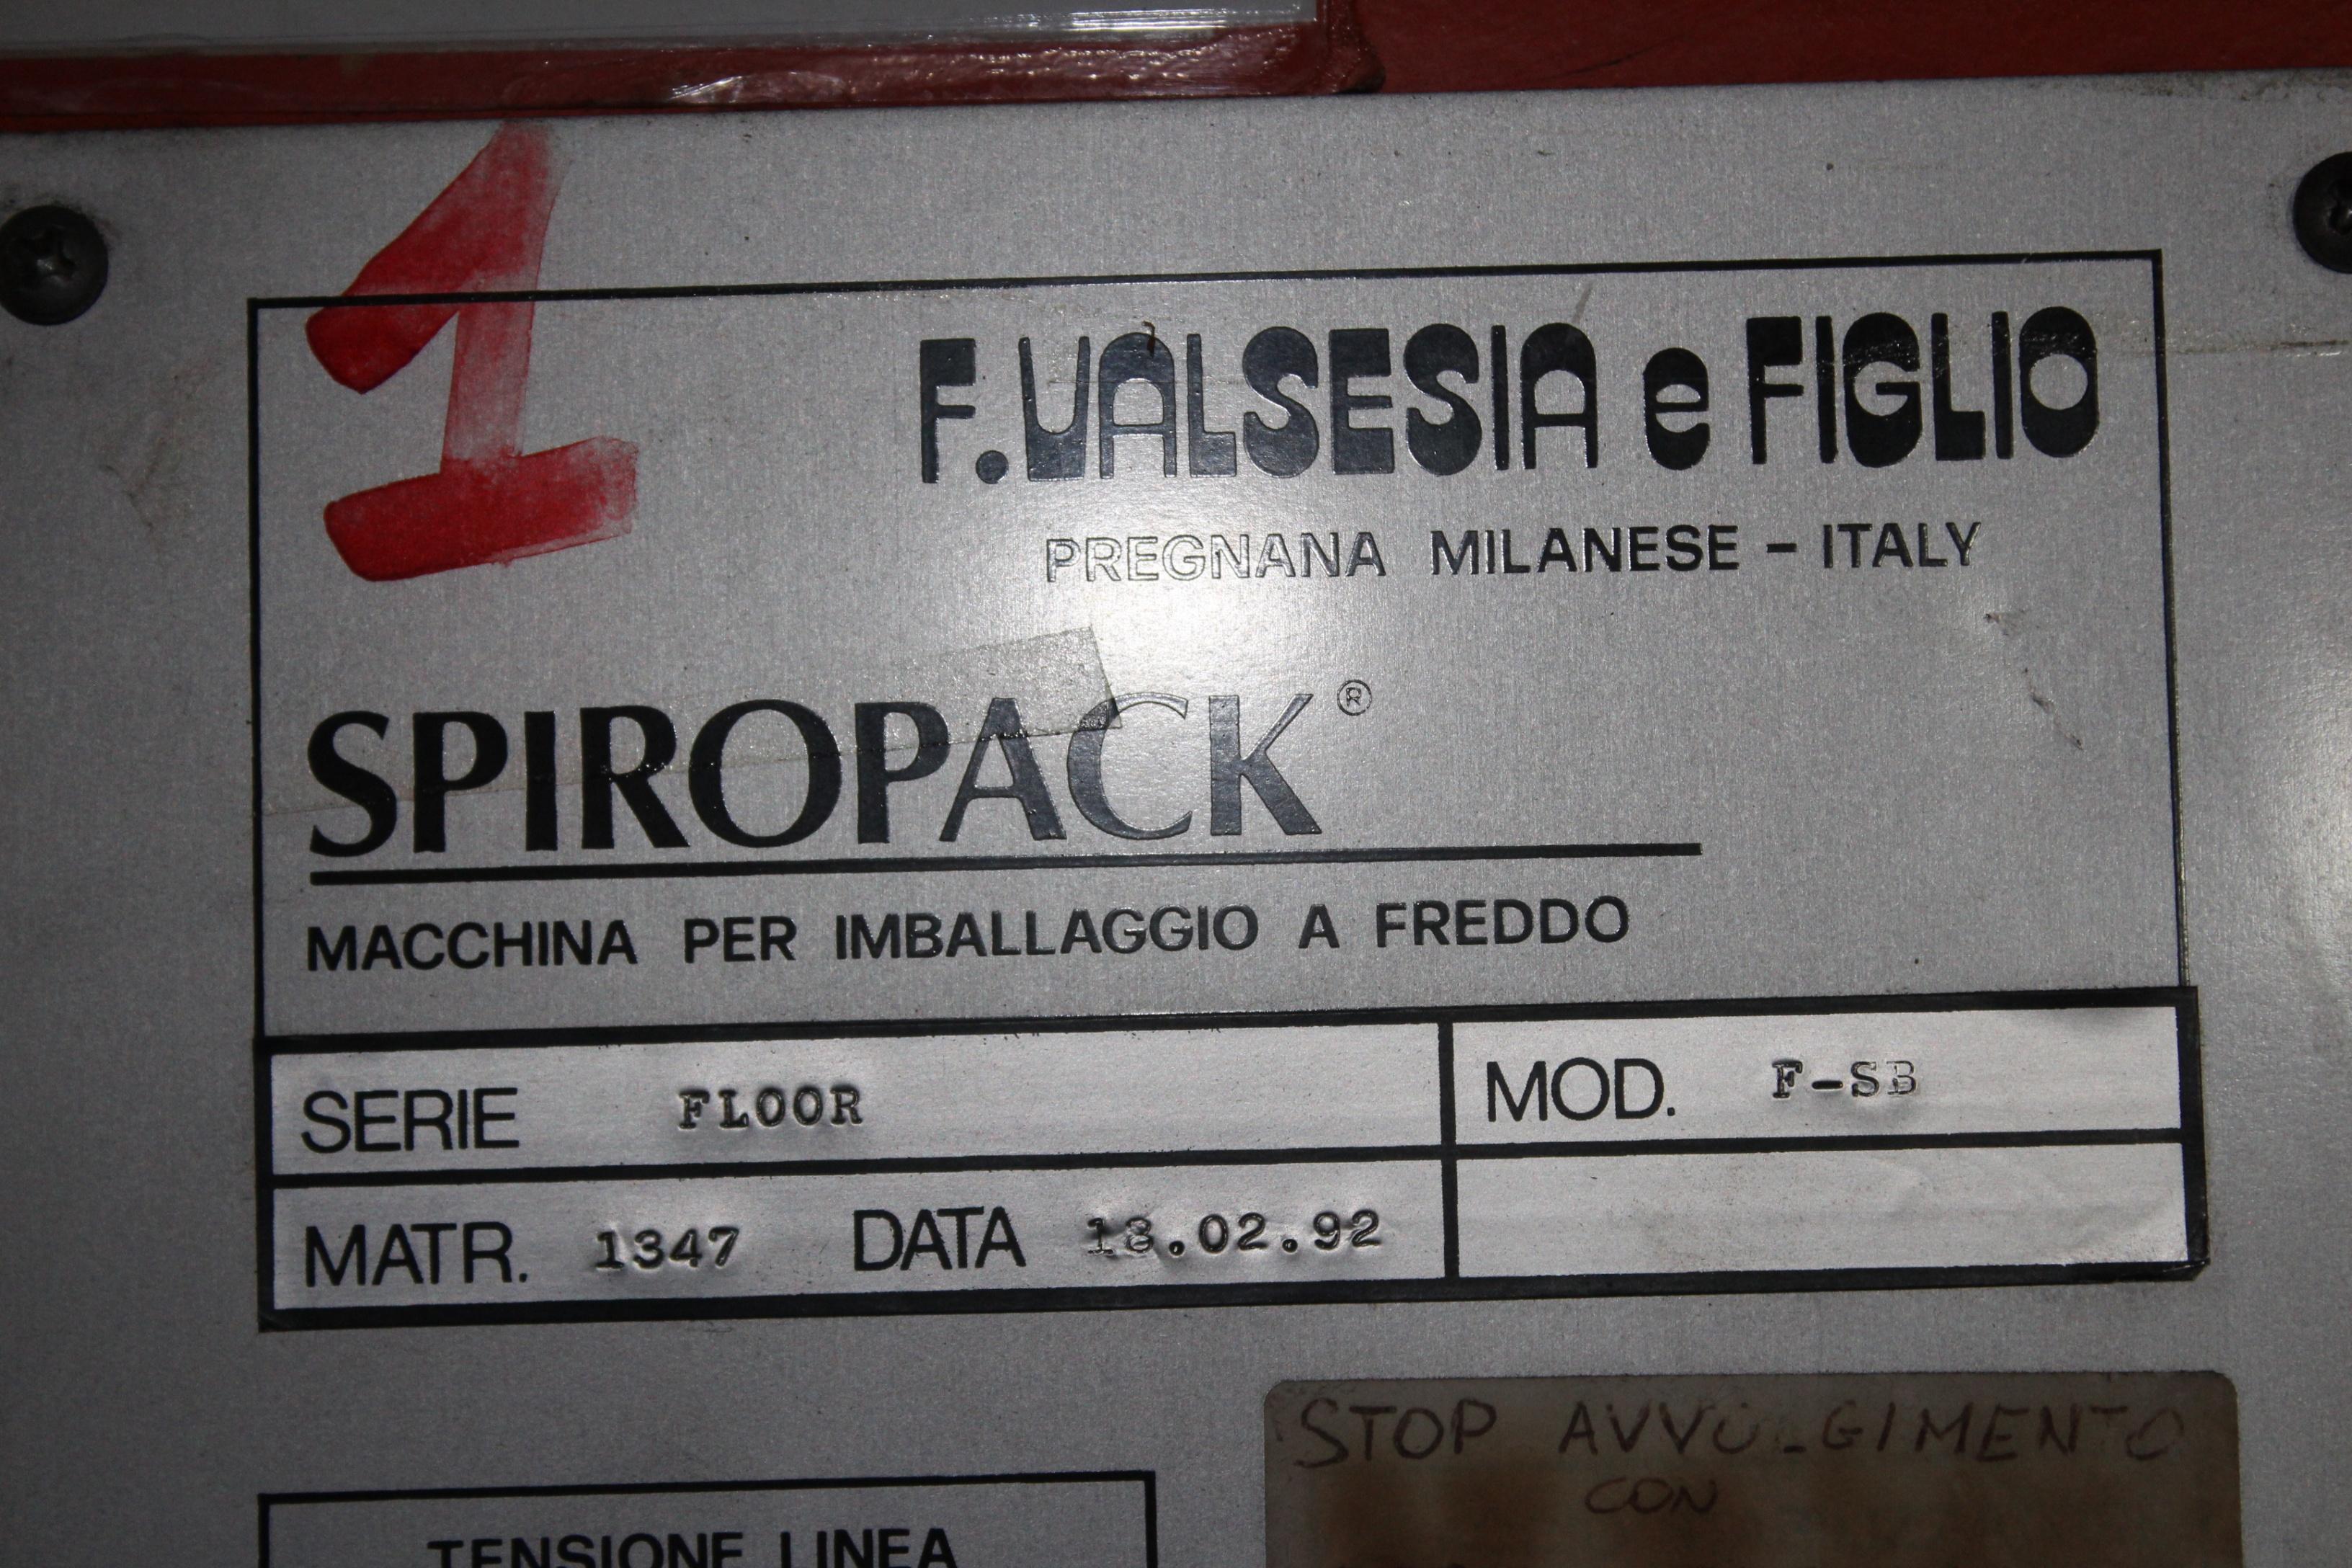 1
F. VALSESIA e FIGLIO
PREGNANA MILANESE - ITALY
SPIROPACK®
MACCHINA PER IMBALLAGGIO A FREDDO
SERIE FLOOR MOD. F-SB
MATR. 1347 DATA 18.02.92
STOP AVVOLGIMENTO
CON
TENSIONE LINEA